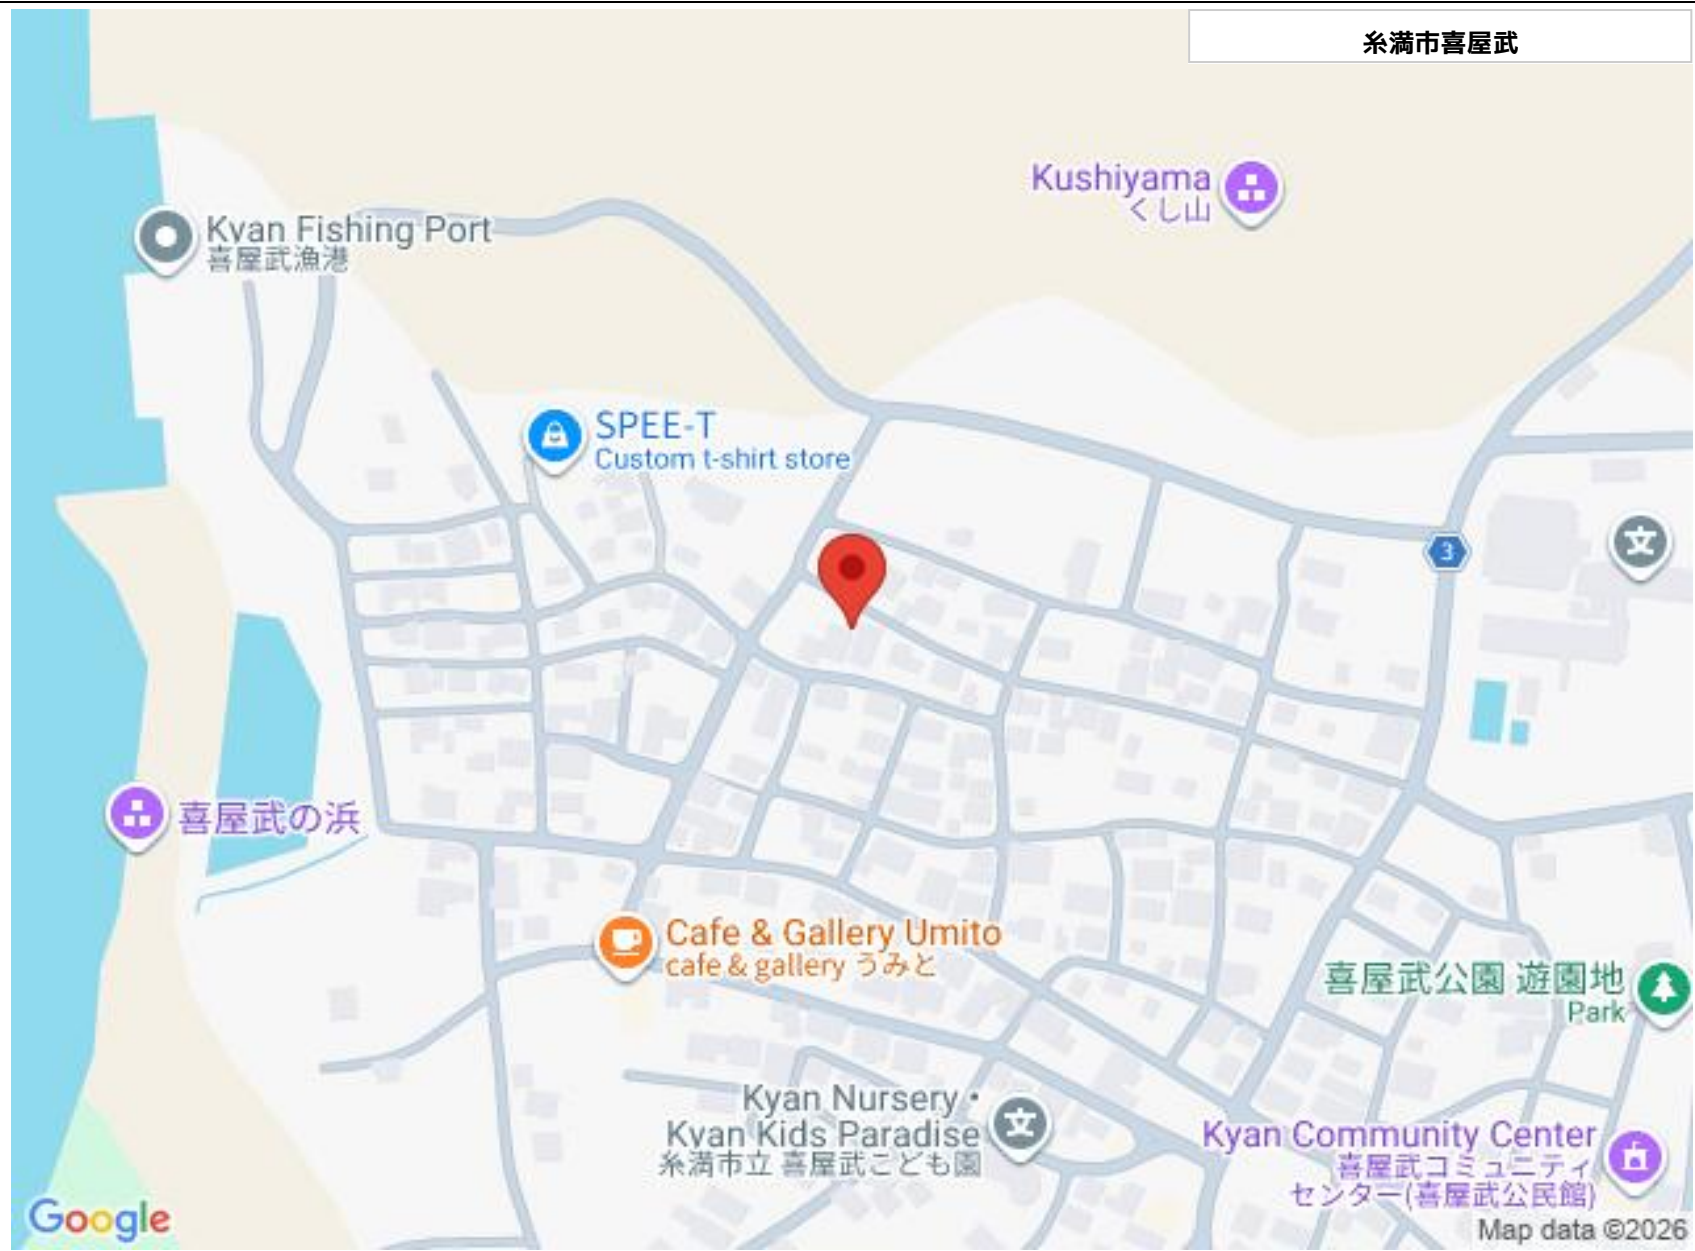 糸満市喜屋武
Kushiyama
くし山
Kyan Fishing Port
喜屋武漁港
SPEE-T
Custom t-shirt store
3
文
喜屋武の浜
Cafe & Gallery Umito
cafe & gallery うみと
喜屋武公園 遊園地
Park
Kyan Nursery・
Kyan Kids Paradise
糸満市立 喜屋武こども園
文
Kyan Community Center
喜屋武コミュニティ
センター(喜屋武公民館)
Google
Map data ©2026